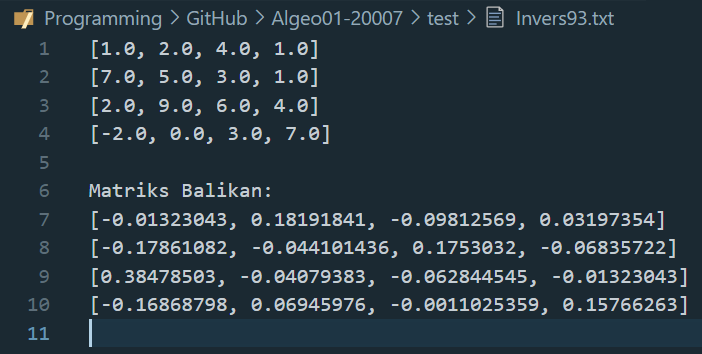 Programming > GitHub > Algeo01-20007 > test > Invers93.txt
1 [1.0, 2.0, 4.0, 1.0]
2 [7.0, 5.0, 3.0, 1.0]
3 [2.0, 9.0, 6.0, 4.0]
4 [-2.0, 0.0, 3.0, 7.0]
5
6 Matriks Balikan:
7 [-0.01323043, 0.18191841, -0.09812569, 0.03197354]
8 [-0.17861082, -0.044101436, 0.1753032, -0.06835722]
9 [0.38478503, -0.04079383, -0.062844545, -0.01323043]
10 [-0.16868798, 0.06945976, -0.0011025359, 0.15766263]
11